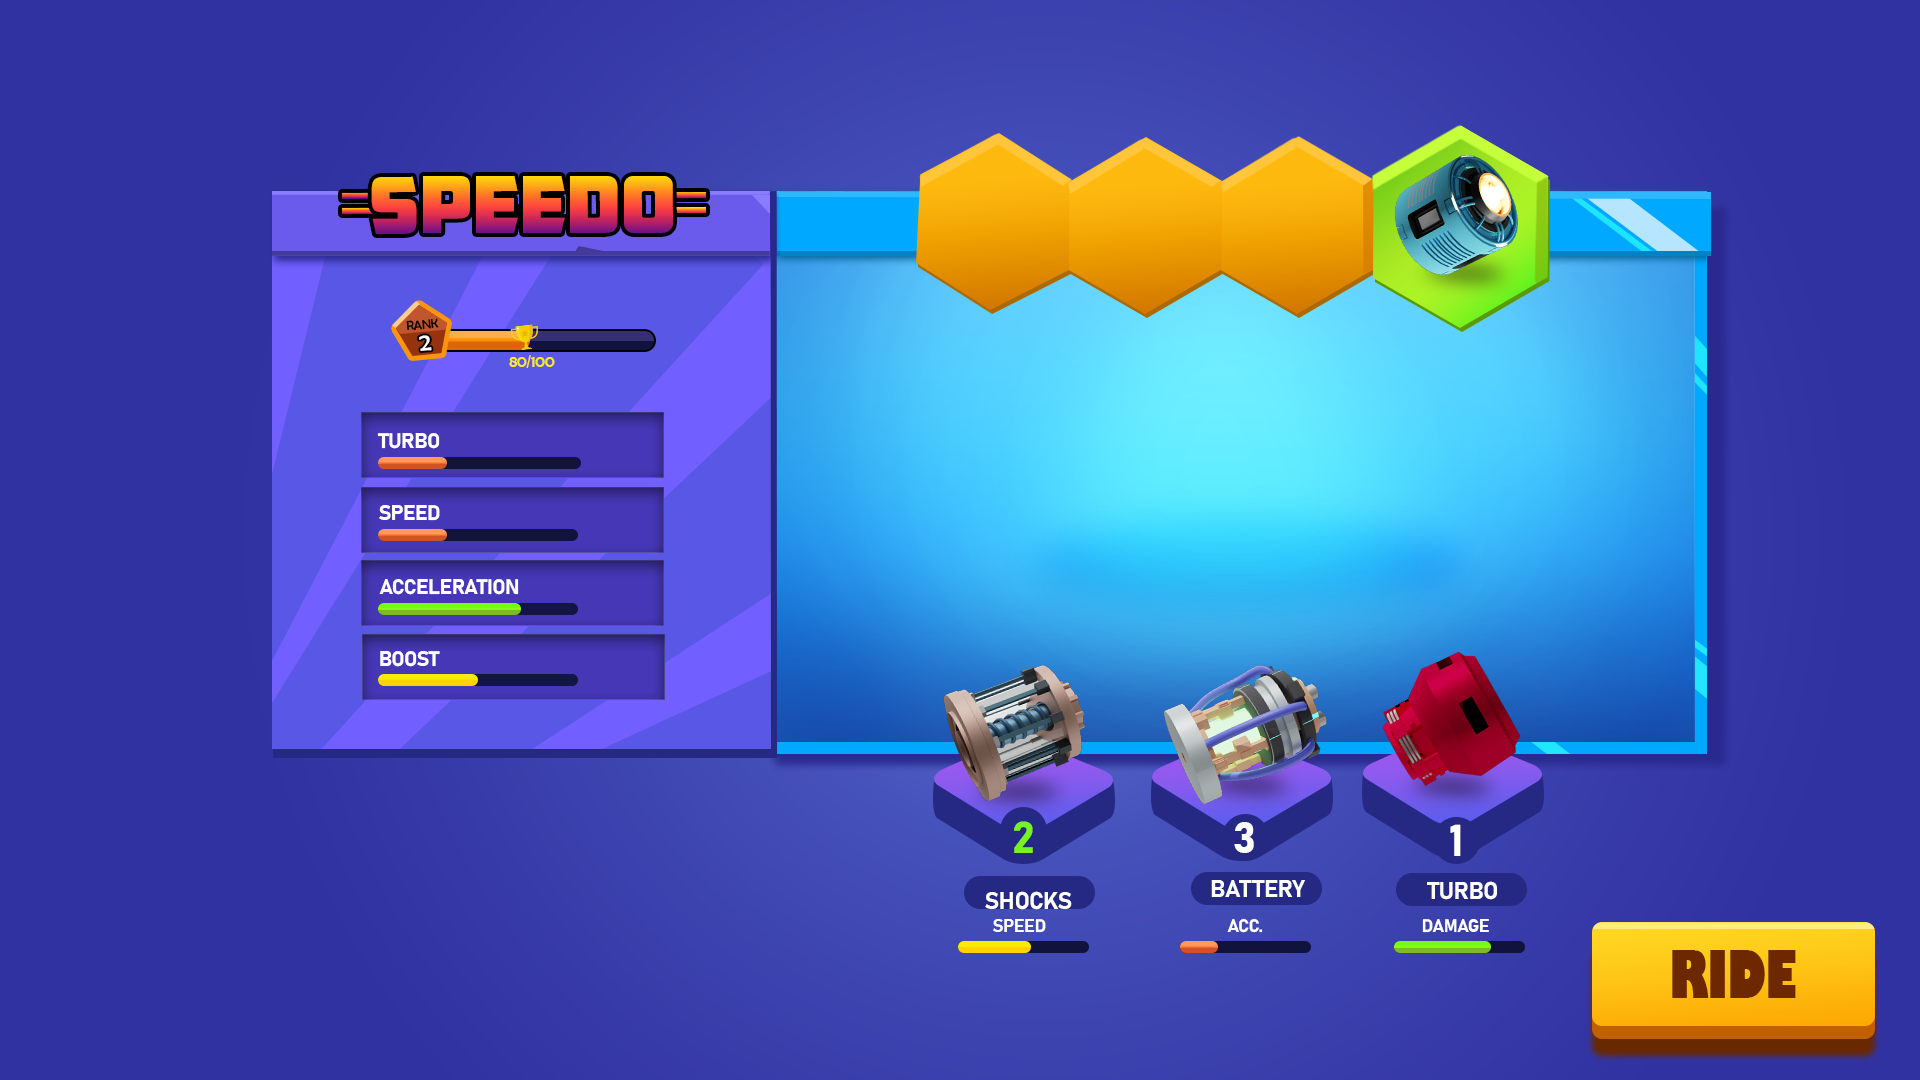 SPEEDO
RANK
2
80/100
TURBO
SPEED
ACCELERATION
BOOST
2
SHOCKS
SPEED
3
BATTERY
ACC.
1
TURBO
DAMAGE
RIDE